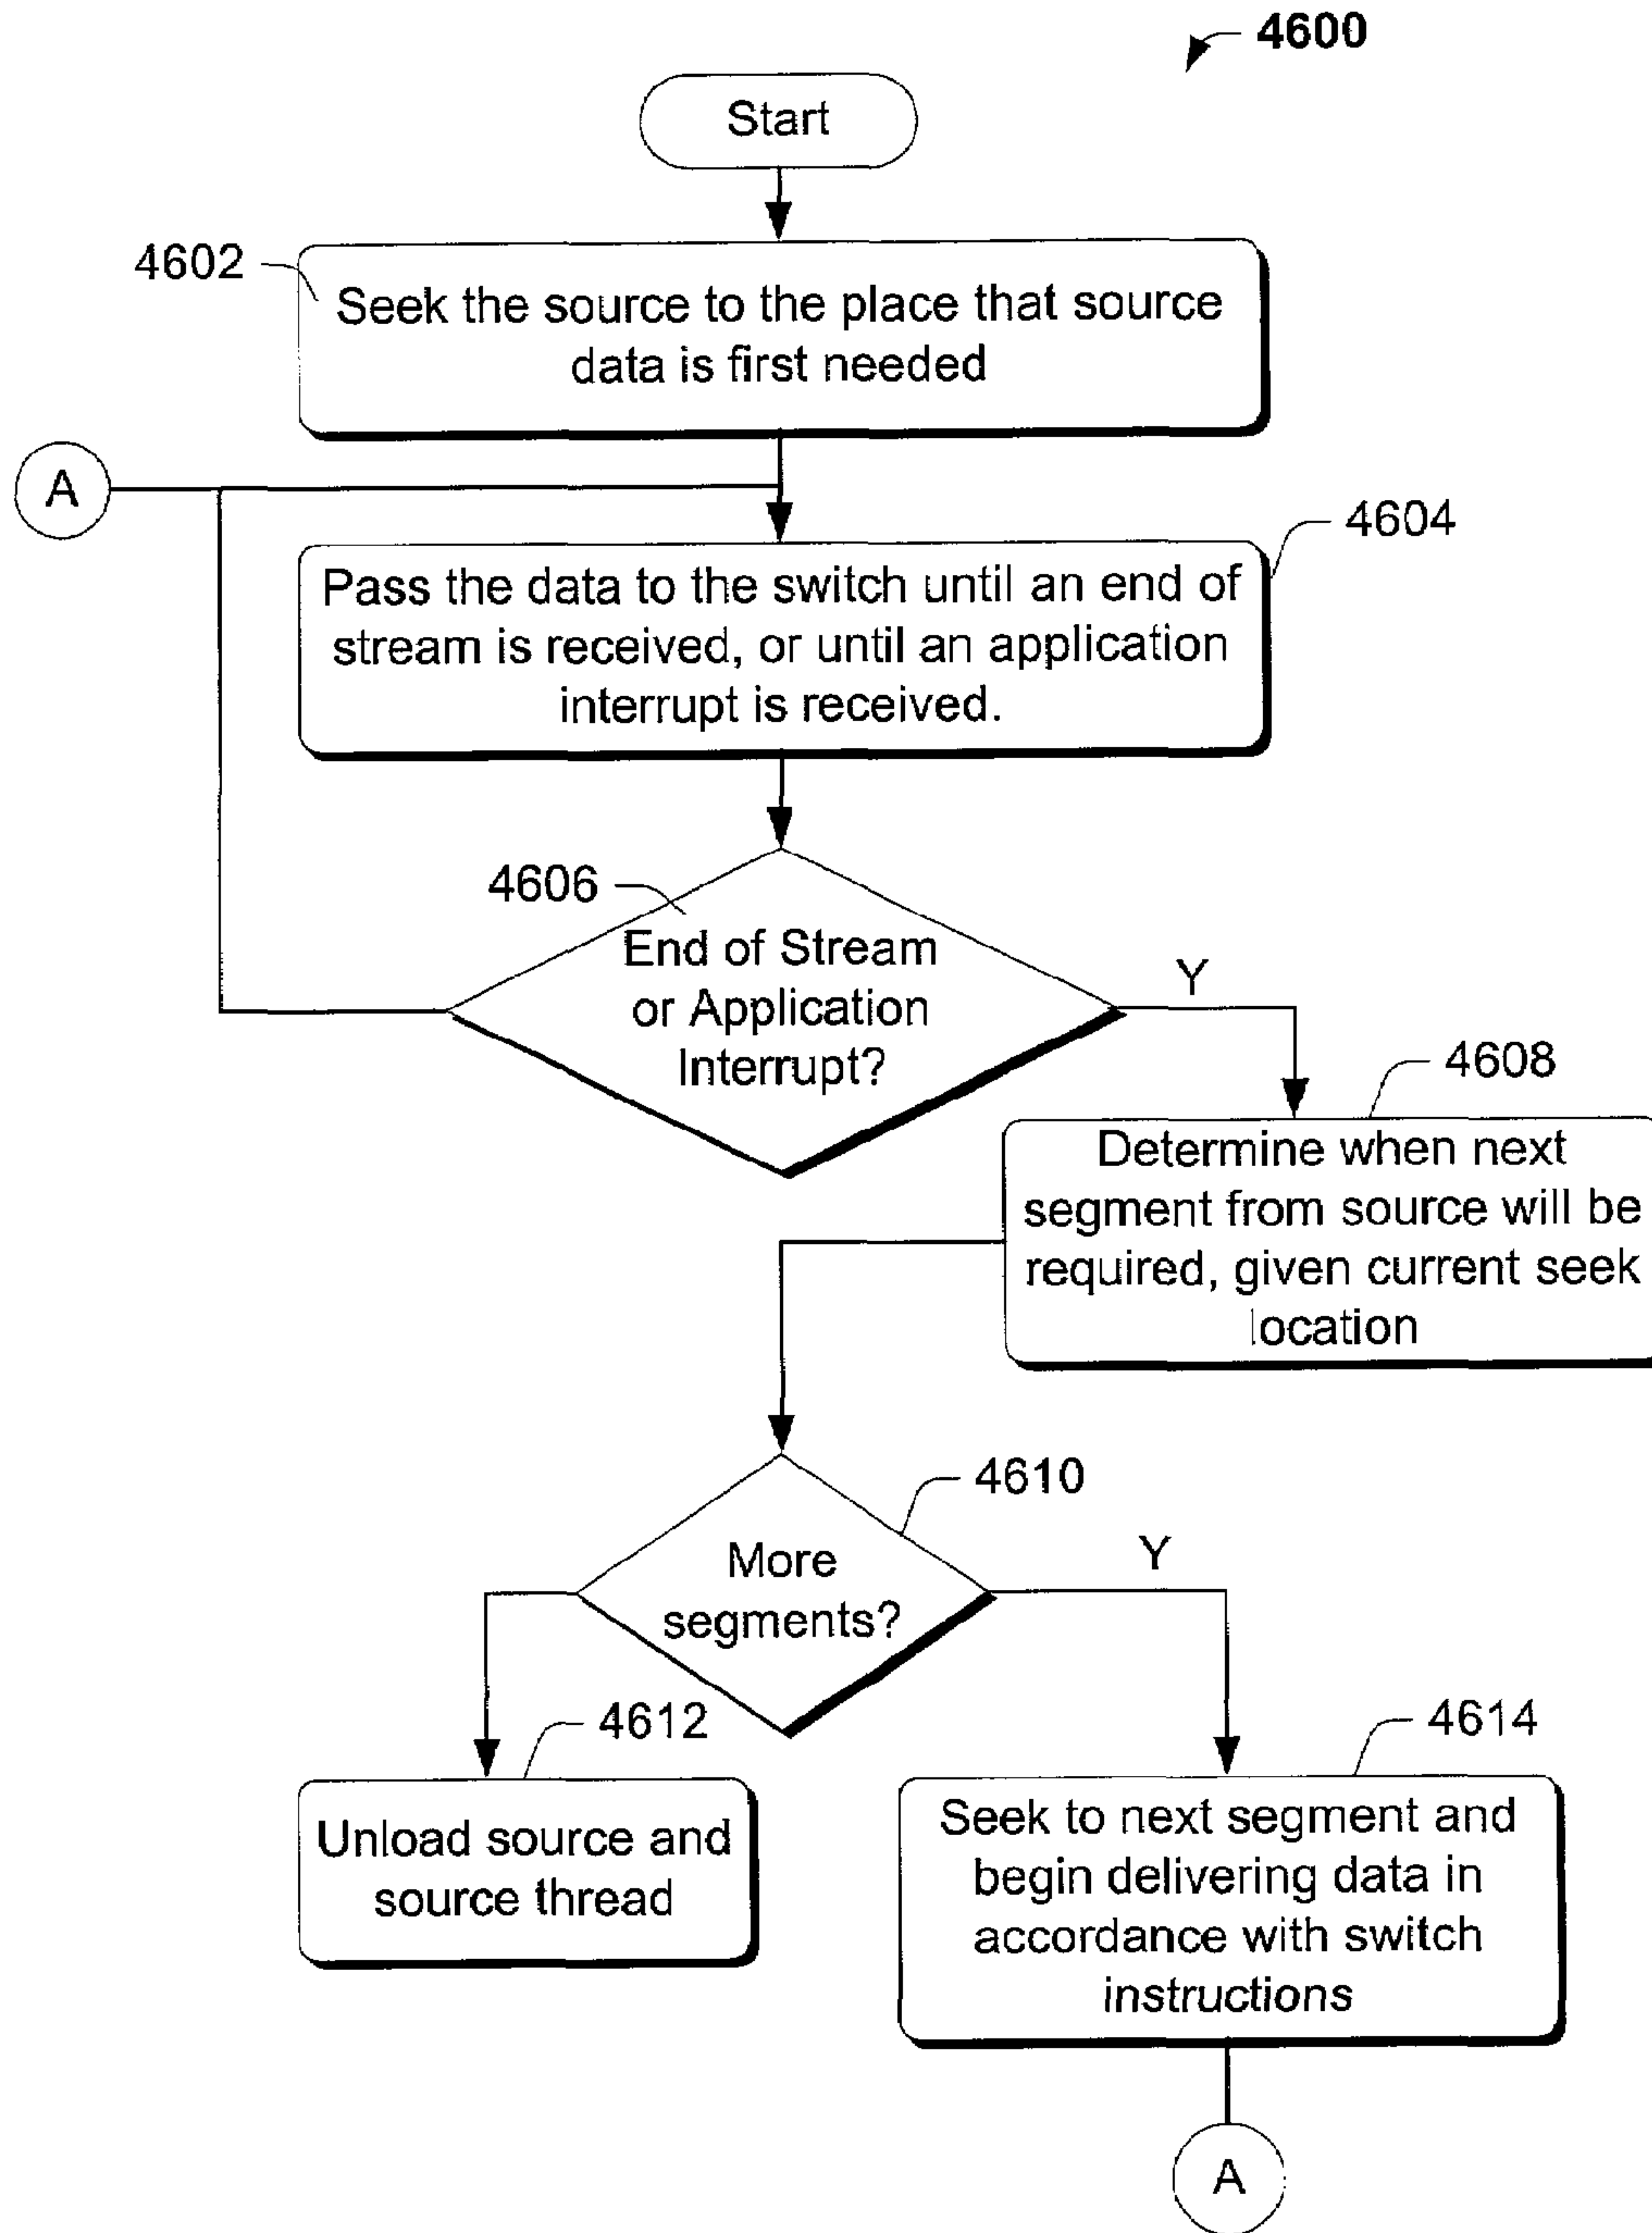 4600
Start
4602
Seek the source to the place that source
data is first needed
A
4604
Pass the data to the switch until an end of
stream is received, or until an application
interrupt is received.
4606
End of Stream
or Application
Interrupt?
Y
4608
Determine when next
segment from source will be
required, given current seek
location
4610
More
segments?
Y
4612
Unload source and
source thread
4614
Seek to next segment and
begin delivering data in
accordance with switch
instructions
A